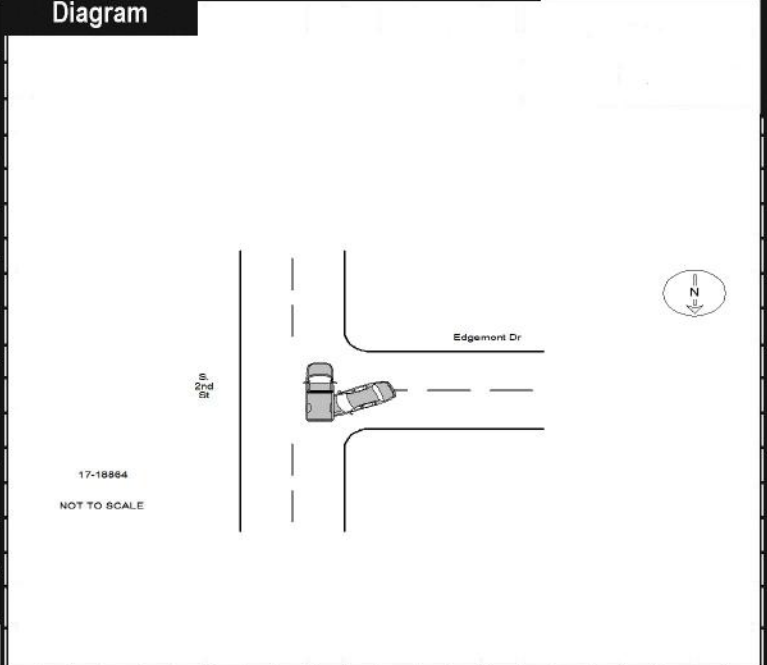 Diagram
N
Edgemont Dr
S.
2nd
St
17-18864
NOT TO SCALE